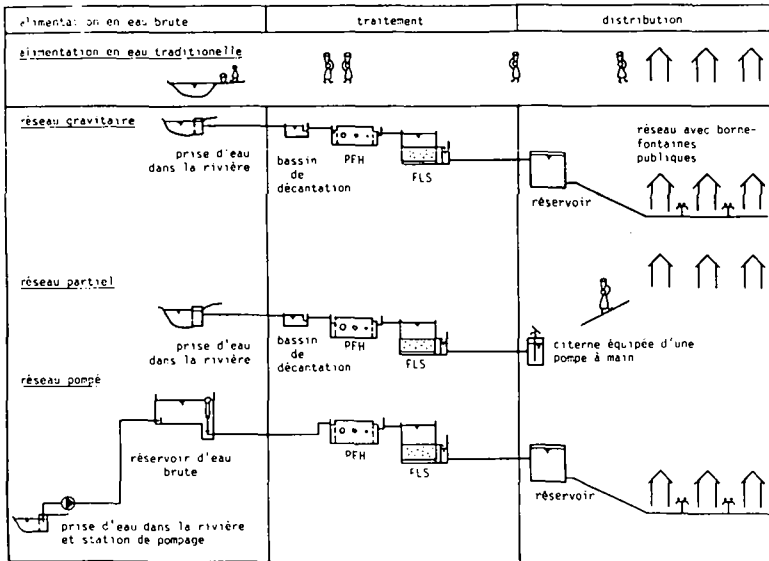 alimentation en eau brute
traitement
distribution
alimentation en eau traditionelle
réseau gravitaire
prise d'eau
dans la rivière
bassin
de
décantation
PFH
FLS
réservoir
réseau avec borne-
fontaines
publiques
réseau partiel
prise d'eau
dans la rivière
bassin
de
décantation
PFH
FLS
citerne équipée d'une
pompe à main
réseau pompé
réservoir d'eau
brute
PFH
FLS
réservoir
prise d'eau dans la rivière
et station de pompage